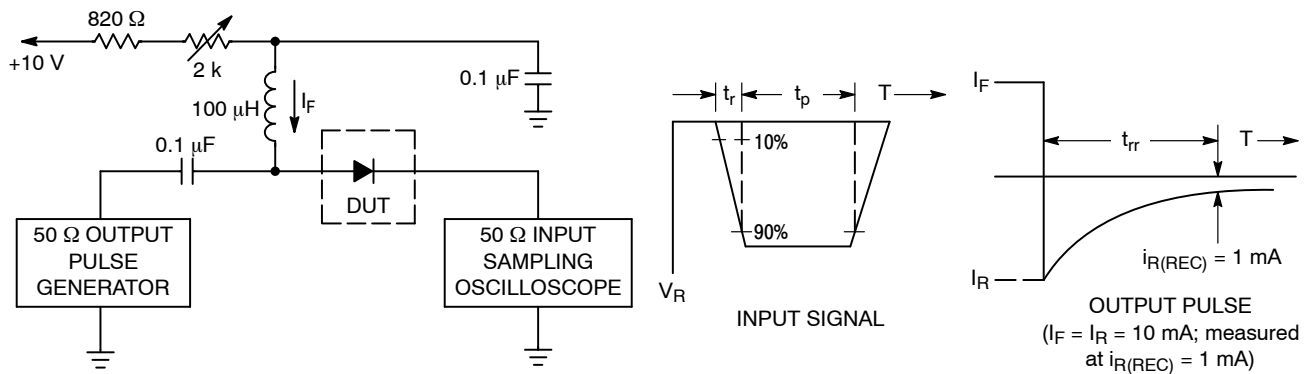 820 Ω
+10 V
2 k
0.1 μF
100 μH
I_F
0.1 μF
DUT
50 Ω OUTPUT
PULSE
GENERATOR
50 Ω INPUT
SAMPLING
OSCILLOSCOPE
t_r
t_p
T
10%
90%
V_R
INPUT SIGNAL
I_F
t_rr
T
i_R(REC) = 1 mA
I_R
OUTPUT PULSE
(I_F = I_R = 10 mA; measured
at i_R(REC) = 1 mA)